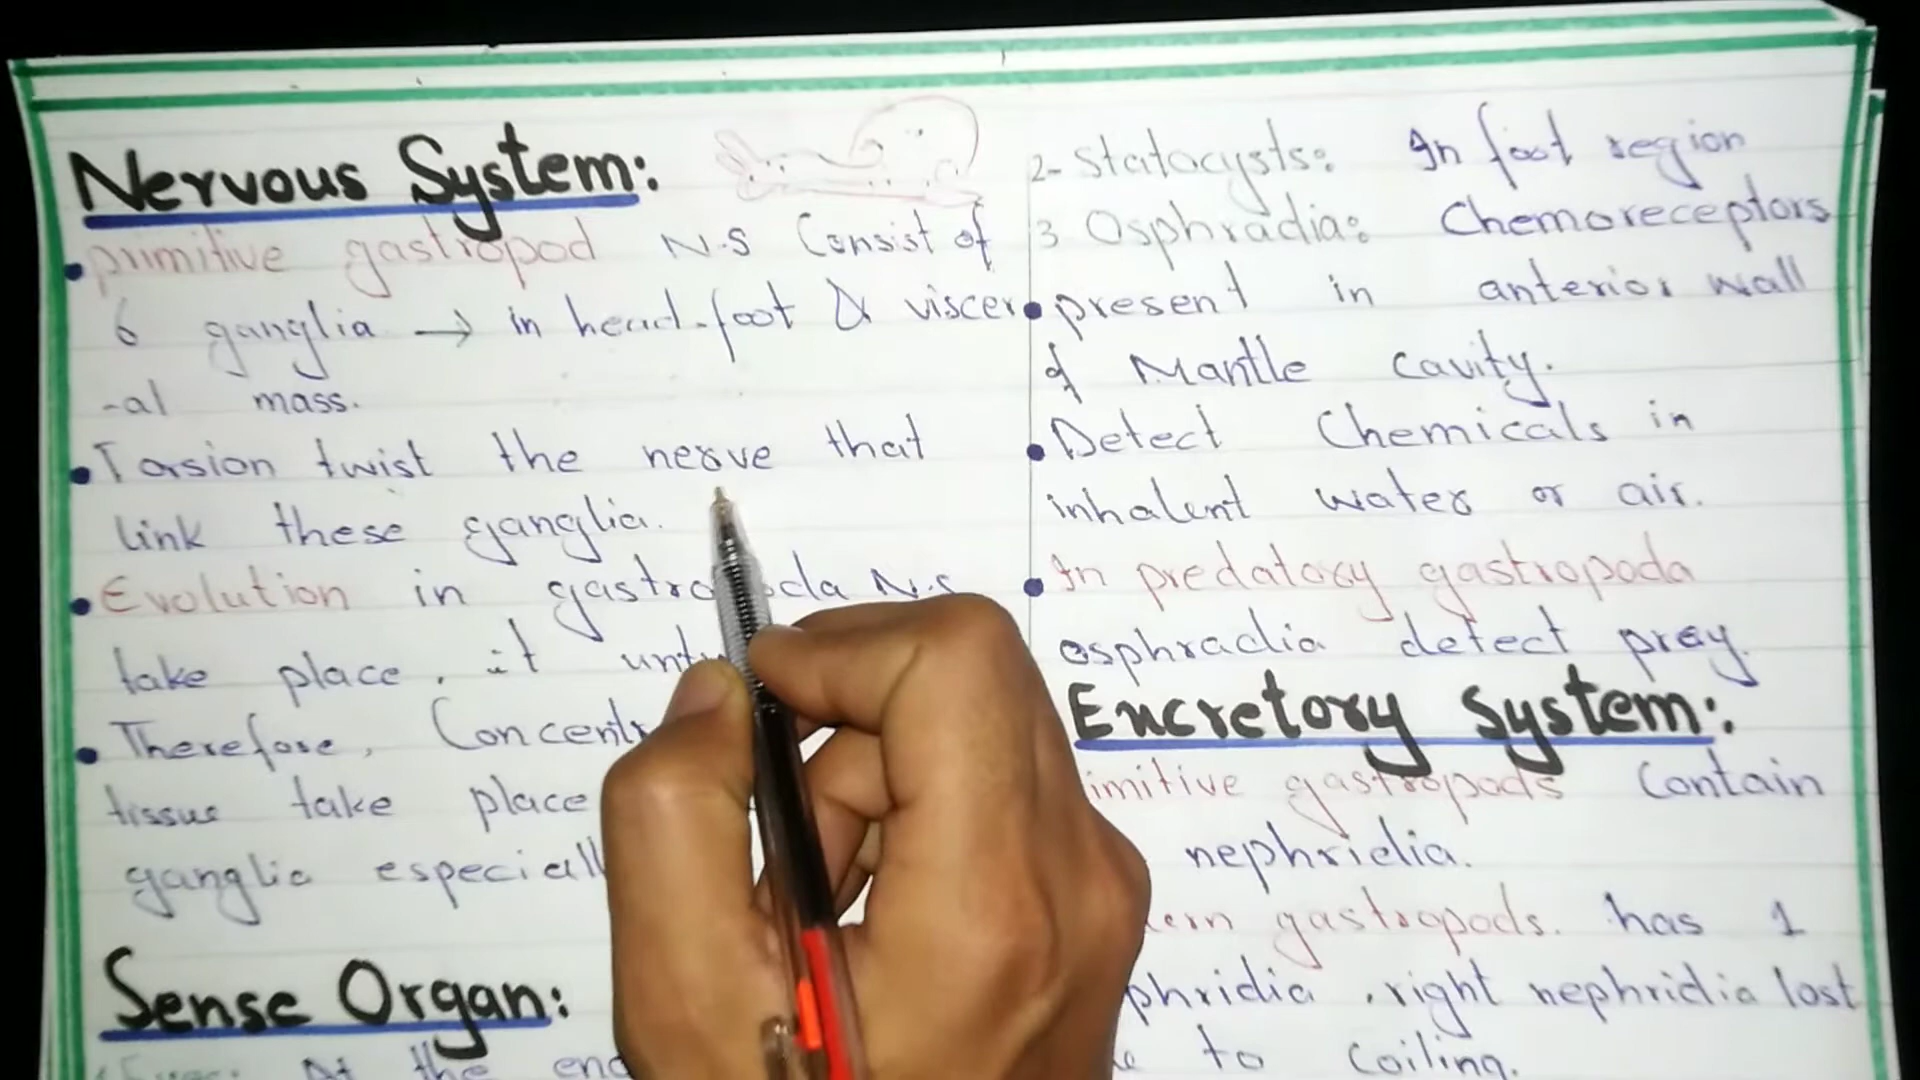 Nervous System:
• primitive gastropod N.S Consist of
6 ganglia → in head-foot & viscer
-al mass.
• Torsion twist the nerve that
link these ganglia.
• Evolution in gastropoda N.S
take place. it
• Therefore,
tissue take place
ganglia
Sense Organ:
At the
2- Statocysts: In foot region
3 Osphradia: Chemoreceptors
• present in anterior wall
of Mantle cavity.
• Detect Chemicals in
inhalent water or air.
• In predatory gastropoda
osphradia detect prey.
Excretory System:
gastropods Contain
nephridia.
gastropods. has 1
right nephridia lost
to coiling.